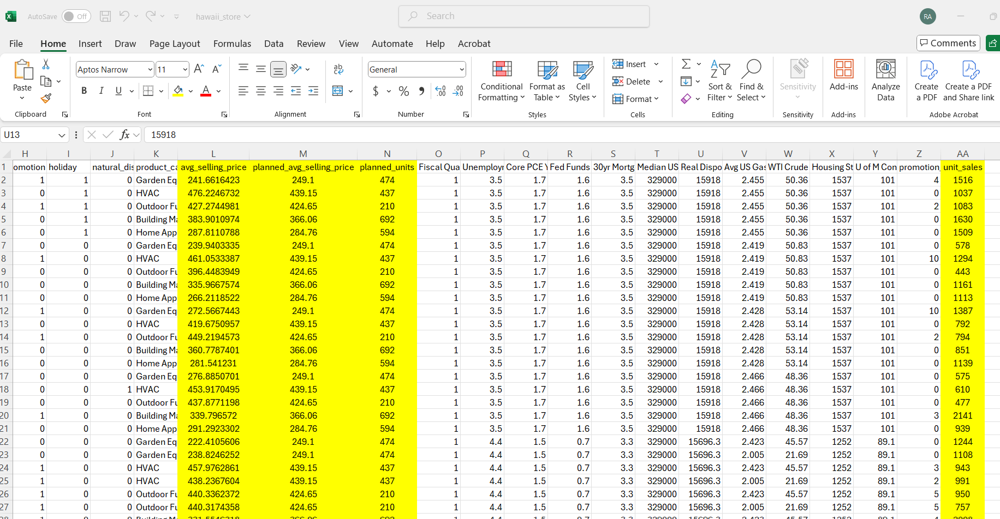 AutoSave Off hawaii_store Search RA
File Home Insert Draw Page Layout Formulas Data Review View Automate Help Acrobat Comments
Paste Aptos Narrow 11 A A General Conditional Formatting Format as Table Cell Styles Insert Delete Format Sort & Filter Find & Select Sensitivity Add-ins Analyze Data Create a PDF Create a PDF and Share link
B I U A ab $ % , .00 .00
Clipboard Font Alignment Number Styles Cells Editing Sensitivity Add-ins Adobe Acrobat
U13 fx 15918
H I J K L M N O P Q R S T U V W X Y Z AA
1 omotion holiday natural_dis product_ca avg_selling_price planned_avg_selling_price planned_units Fiscal Qua Unemployr Core PCE Y Fed Funds 30yr Mortg Median US Real Dispo Avg US Gas WTI Crude Housing St U of M Con promotion_ unit_sales
2 1 1 0 Garden Eq 241.6616423 249.1 474 1 3.5 1.7 1.6 3.5 329000 15918 2.455 50.36 1537 101 4 1516
3 0 1 0 HVAC 476.2246732 439.15 437 1 3.5 1.7 1.6 3.5 329000 15918 2.455 50.36 1537 101 0 1037
4 1 1 0 Outdoor Fu 427.2744981 424.65 210 1 3.5 1.7 1.6 3.5 329000 15918 2.455 50.36 1537 101 2 1083
5 0 1 0 Building Ma 383.9010974 366.06 692 1 3.5 1.7 1.6 3.5 329000 15918 2.455 50.36 1537 101 0 1630
6 0 1 0 Home App 287.8110788 284.76 594 1 3.5 1.7 1.6 3.5 329000 15918 2.455 50.36 1537 101 0 1509
7 0 0 0 Garden Eq 239.9403335 249.1 474 1 3.5 1.7 1.6 3.5 329000 15918 2.419 50.83 1537 101 0 578
8 1 0 0 HVAC 461.0533387 439.15 437 1 3.5 1.7 1.6 3.5 329000 15918 2.419 50.83 1537 101 10 1294
9 0 0 0 Outdoor Fu 396.4483949 424.65 210 1 3.5 1.7 1.6 3.5 329000 15918 2.419 50.83 1537 101 0 443
10 0 0 0 Building Ma 335.9667574 366.06 692 1 3.5 1.7 1.6 3.5 329000 15918 2.419 50.83 1537 101 0 1161
11 0 0 0 Home App 266.2118522 284.76 594 1 3.5 1.7 1.6 3.5 329000 15918 2.419 50.83 1537 101 0 1113
12 1 0 0 Garden Eq 272.5667443 249.1 474 1 3.5 1.7 1.6 3.5 329000 15918 2.428 53.14 1537 101 10 1387
13 0 0 0 HVAC 419.6750957 439.15 437 1 3.5 1.7 1.6 3.5 329000 15918 2.428 53.14 1537 101 0 792
14 1 0 0 Outdoor Fu 449.2194573 424.65 210 1 3.5 1.7 1.6 3.5 329000 15918 2.428 53.14 1537 101 2 794
15 0 0 0 Building Ma 360.7787401 366.06 692 1 3.5 1.7 1.6 3.5 329000 15918 2.428 53.14 1537 101 0 851
16 0 0 0 Home App 281.541231 284.76 594 1 3.5 1.7 1.6 3.5 329000 15918 2.428 53.14 1537 101 0 1139
17 0 0 0 Garden Eq 276.8850701 249.1 474 1 3.5 1.7 1.6 3.5 329000 15918 2.466 48.36 1537 101 0 575
18 0 0 1 HVAC 453.9170495 439.15 437 1 3.5 1.7 1.6 3.5 329000 15918 2.466 48.36 1537 101 0 610
19 0 0 0 Outdoor Fu 437.8771198 424.65 210 1 3.5 1.7 1.6 3.5 329000 15918 2.466 48.36 1537 101 0 477
20 1 0 0 Building Ma 339.796572 366.06 692 1 3.5 1.7 1.6 3.5 329000 15918 2.466 48.36 1537 101 3 2141
21 0 0 0 Home App 291.2923302 284.76 594 1 3.5 1.7 1.6 3.5 329000 15918 2.466 48.36 1537 101 0 939
22 0 0 0 Garden Eq 222.4105606 249.1 474 1 4.4 1.5 0.7 3.3 329000 15696.3 2.423 45.57 1252 89.1 0 1244
23 0 0 0 Garden Eq 238.8246252 249.1 474 1 4.4 1.5 0.7 3.3 329000 15696.3 2.005 21.69 1252 89.1 0 1108
24 1 0 0 HVAC 457.9762861 439.15 437 1 4.4 1.5 0.7 3.3 329000 15696.3 2.423 45.57 1252 89.1 3 943
25 1 0 0 HVAC 438.2367604 439.15 437 1 4.4 1.5 0.7 3.3 329000 15696.3 2.005 21.69 1252 89.1 2 991
26 1 0 0 Outdoor Fu 440.3362372 424.65 210 1 4.4 1.5 0.7 3.3 329000 15696.3 2.423 45.57 1252 89.1 5 950
27 1 0 0 Outdoor Fu 440.3174358 424.65 210 1 4.4 1.5 0.7 3.3 329000 15696.3 2.005 21.69 1252 89.1 5 757